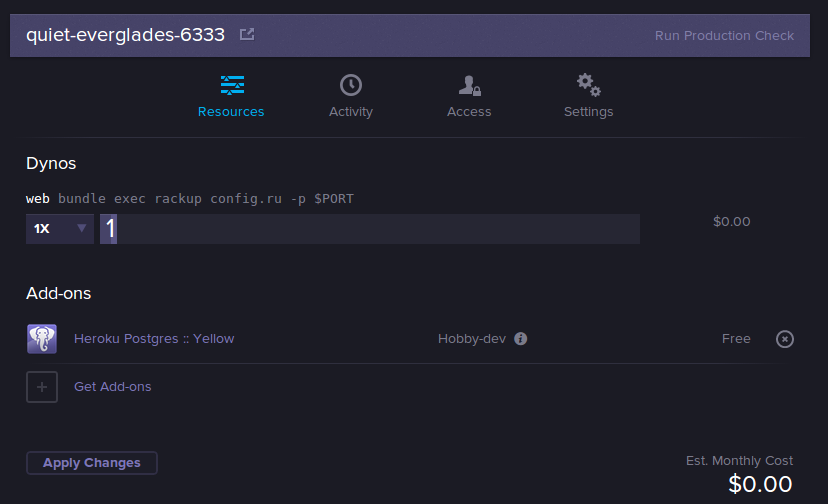 quiet-everglades-6333 Run Production Check
Resources Activity Access Settings
Dynos
web bundle exec rackup config.ru -p $PORT
1X 1 $0.00
Add-ons
Heroku Postgres :: Yellow Hobby-dev Free
Get Add-ons
Apply Changes Est. Monthly Cost
$0.00